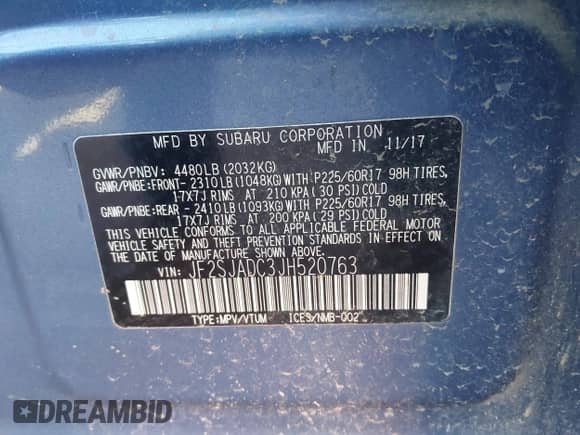 MFD BY SUBARU CORPORATION
MFD IN 11/17
GVWR/PNBV: 4480LB(2032KG)
GAWR/PNBE:FRONT- 2310LB(1048KG)WITH P225/60R17 98H TIRES,
17X7J RIMS AT 210 KPA( 30 PSI)COLD
GAWR/PNBE:REAR -2410LB(1093KG)WITH P225/60R17 98H TIRES,
17X7J RIMS AT 200 KPA( 29 PSI)COLD
THIS VEHICLE CONFORMS TO ALL APPLICABLE FEDERAL MOTOR
VEHICLE SAFETY STANDARDS IN EFFECT ON
THE DATE OF MANUFACTURE SHOWN ABOVE.
VIN: JF2SJADC3JH520763
TYPE:MPV/VTUM ICE3/NMB-002
DREAMBID